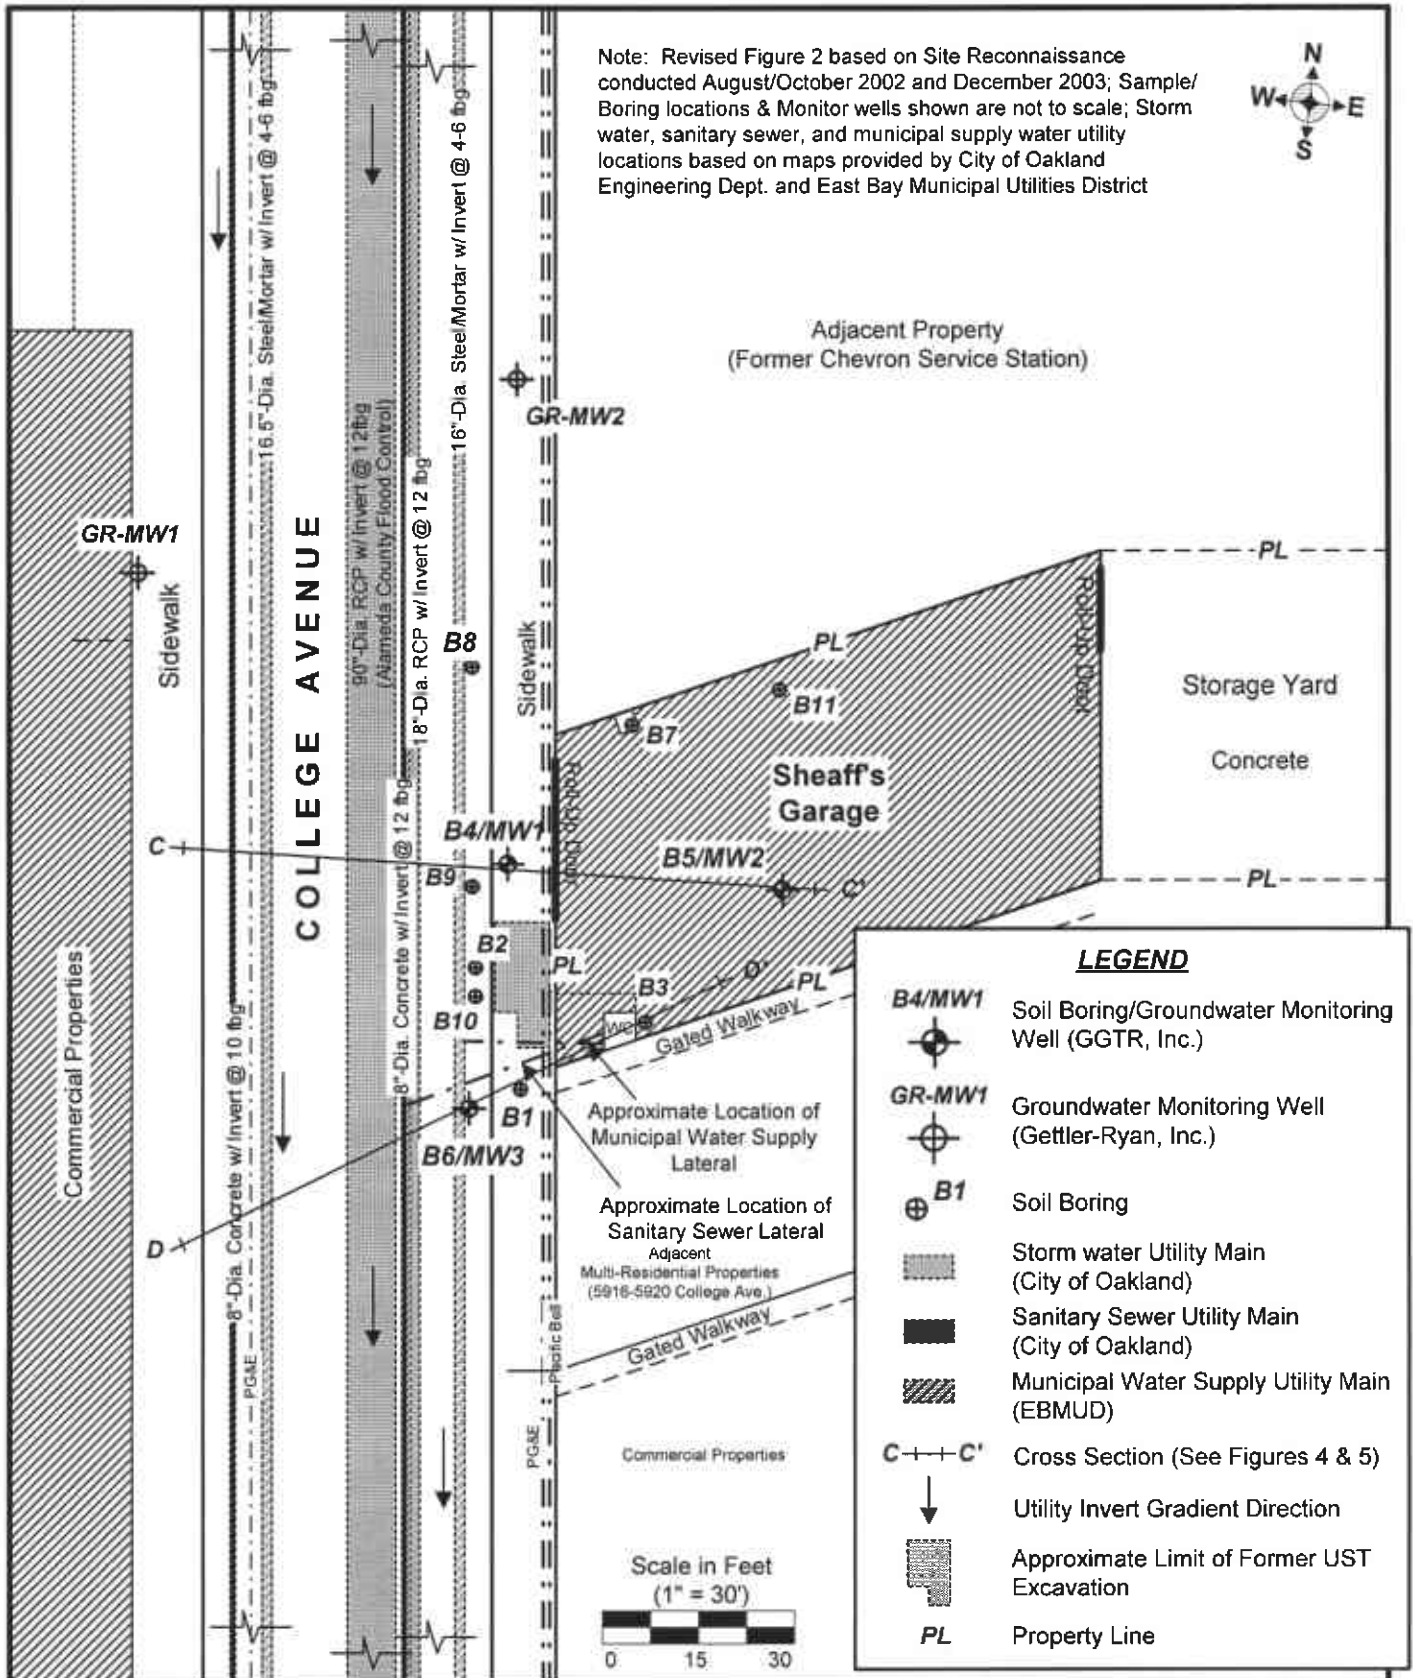 Note: Revised Figure 2 based on Site Reconnaissance
conducted August/October 2002 and December 2003; Sample/
Boring locations & Monitor wells shown are not to scale; Storm
water, sanitary sewer, and municipal supply water utility
locations based on maps provided by City of Oakland
Engineering Dept. and East Bay Municipal Utilities District
N
W
E
S
16.5"-Dia. Steel/Mortar w/ Invert @ 4-6 fbg
16"-Dia. Steel/Mortar w/ Invert @ 4-6 fbg
90"-Dia. RCP w/ Invert @ 12fbg
(Alameda County Flood Control)
18"-Dia. RCP w/ Invert @ 12 fbg
8"-Dia. Concrete w/ Invert @ 12 fbg
8"-Dia. Concrete w/ Invert @ 10 fbg
COLLEGE AVENUE
Adjacent Property
(Former Chevron Service Station)
GR-MW2
GR-MW1
Sidewalk
Sidewalk
Commercial Properties
PL
Roll-Up Door
PL
B8
B11
B7
Storage Yard
Concrete
Sheaff's
Garage
Roll-Up Door
B4/MW1
B5/MW2
C
C'
B9
PL
B2
PL
D'
PL
B3
B10
WC
Gated Walkway
B1
B6/MW3
D
Approximate Location of
Municipal Water Supply
Lateral
Approximate Location of
Sanitary Sewer Lateral
Adjacent
Multi-Residential Properties
(5916-5920 College Ave.)
Gated Walkway
Pacific Bell
PG&E
PG&E
Commercial Properties
Scale in Feet
(1" = 30')
0 15 30
LEGEND
B4/MW1
Soil Boring/Groundwater Monitoring
Well (GGTR, Inc.)
GR-MW1
Groundwater Monitoring Well
(Gettler-Ryan, Inc.)
B1
Soil Boring
Storm water Utility Main
(City of Oakland)
Sanitary Sewer Utility Main
(City of Oakland)
Municipal Water Supply Utility Main
(EBMUD)
C C' Cross Section (See Figures 4 & 5)
Utility Invert Gradient Direction
Approximate Limit of Former UST
Excavation
PL Property Line